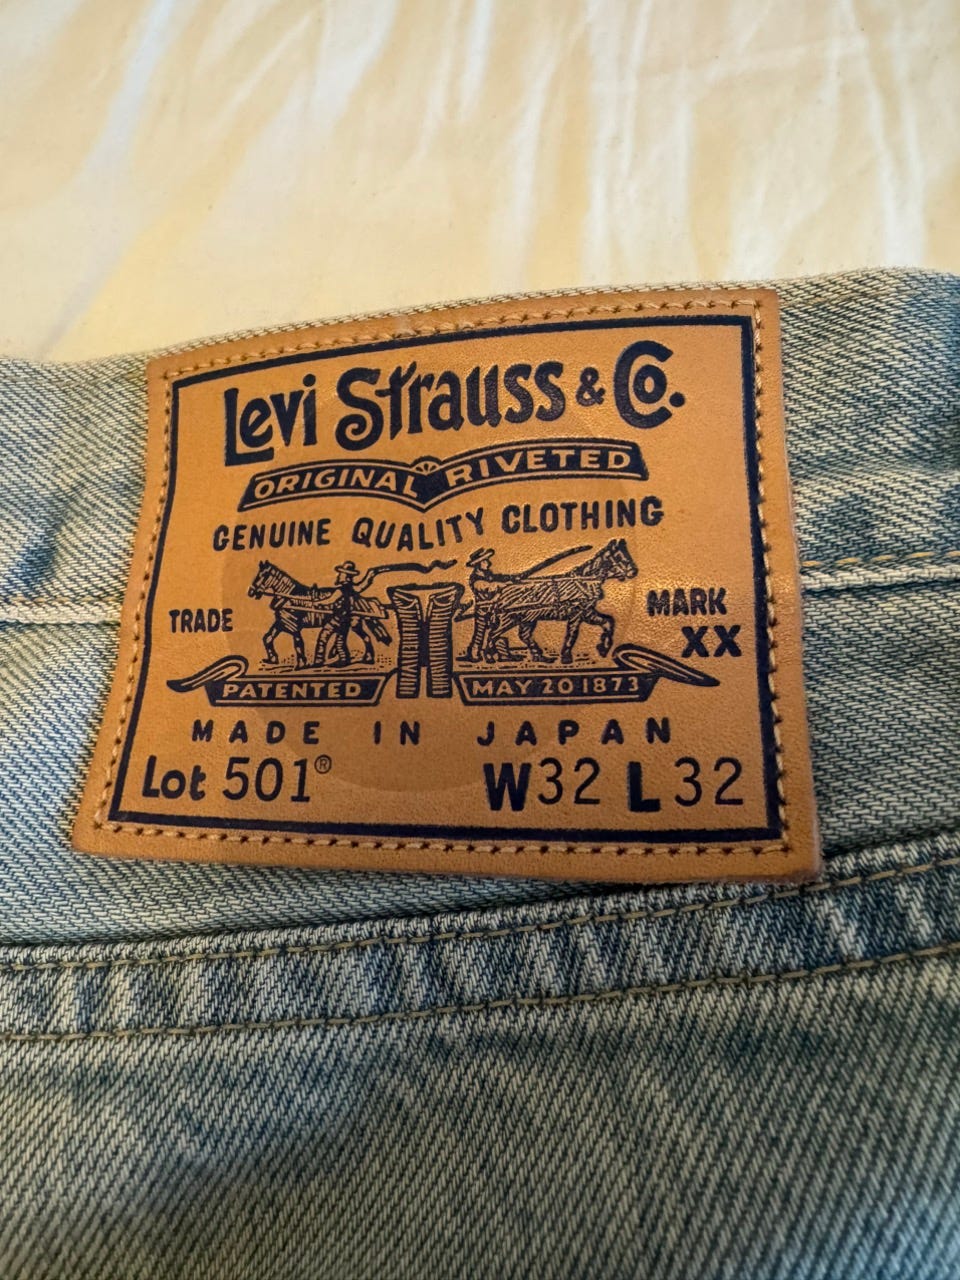 Levi Strauss & Co.
ORIGINAL RIVETED
GENUINE QUALITY CLOTHING
TRADE MARK
XX
PATENTED MAY 20 1873
MADE IN JAPAN
Lot 501® W32 L32